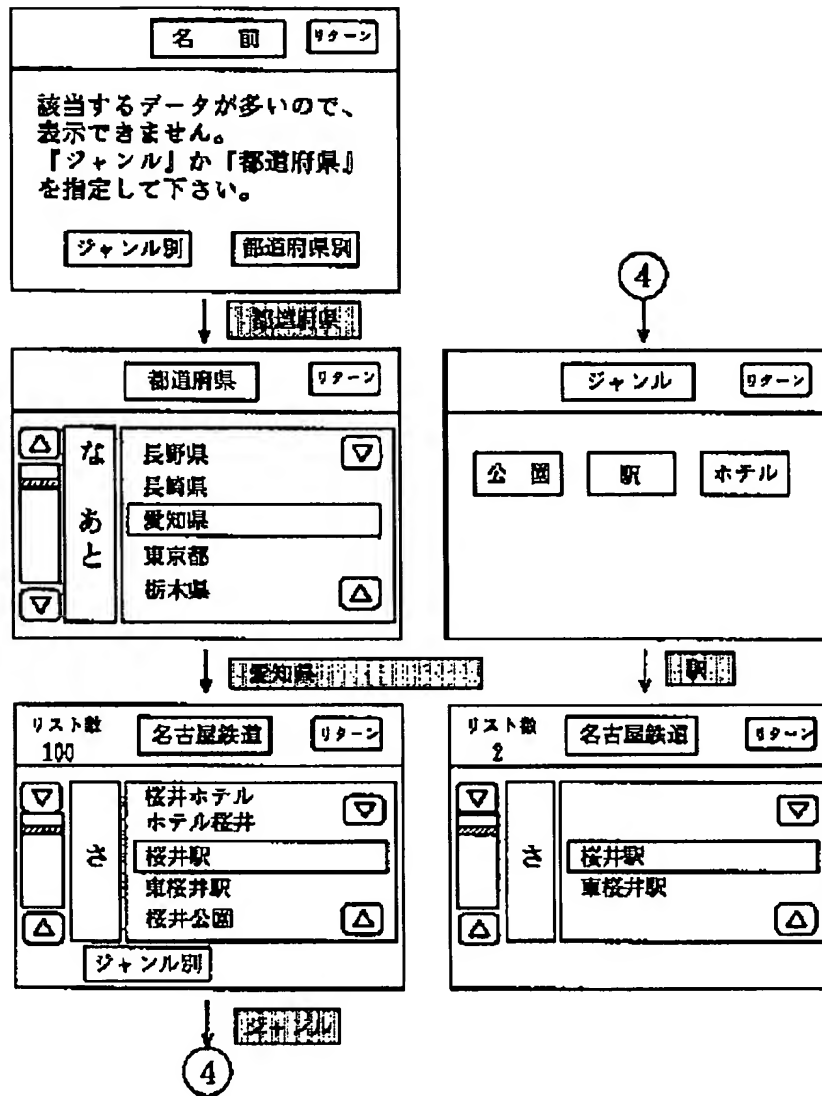 名 前
リターン
該当するデータが多いので、
表示できません。
『ジャンル』か『都道府県』
を指定して下さい。
ジャンル別
都道府県別
都道府県
都道府県
リターン
△
な
あ
と
▽
長野県
長崎県
愛知県
東京都
栃木県
▽
△
愛知県
リスト数
100
名古屋鉄道
リターン
▽
さ
△
桜井ホテル
ホテル桜井
桜井駅
東桜井駅
桜井公園
▽
△
ジャンル別
ジャンル
4
4
ジャンル
リターン
公 園
駅
ホテル
駅
リスト数
2
名古屋鉄道
リターン
▽
さ
△
桜井駅
東桜井駅
▽
△